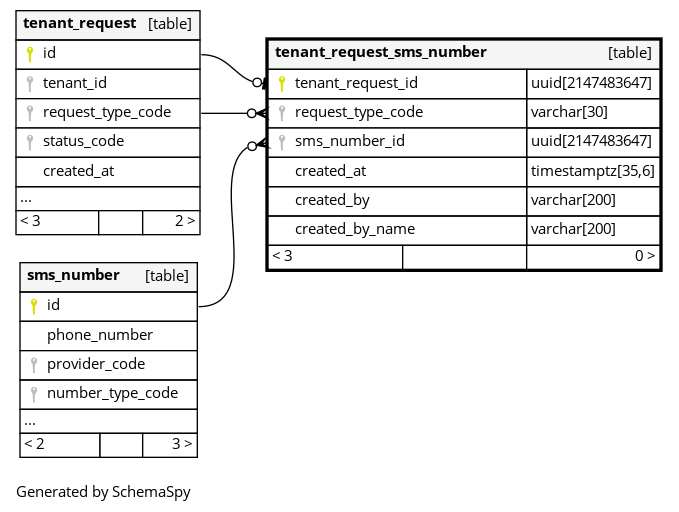 tenant_request [table]
id
tenant_id
request_type_code
status_code
created_at
...
< 3 2 >
tenant_request_sms_number [table]
tenant_request_id uuid[2147483647]
request_type_code varchar[30]
sms_number_id uuid[2147483647]
created_at timestamptz[35,6]
created_by varchar[200]
created_by_name varchar[200]
< 3 0 >
sms_number [table]
id
phone_number
provider_code
number_type_code
...
< 2 3 >
Generated by SchemaSpy